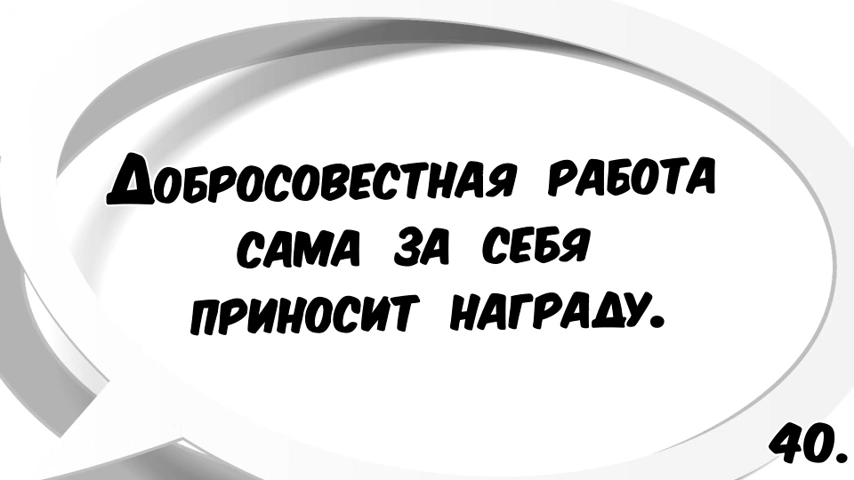 Добросовестная работа
сама за себя
приносит награду.
40.